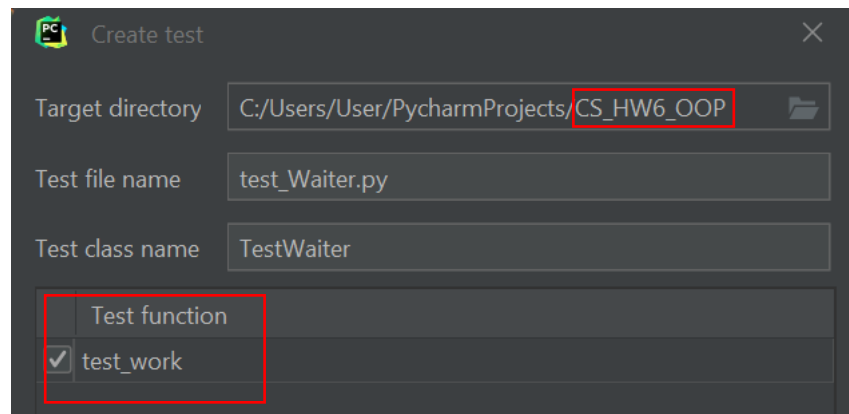 PC
Create test
Target directory C:/Users/User/PycharmProjects/CS_HW6_OOP
Test file name test_Waiter.py
Test class name TestWaiter
Test function
test_work